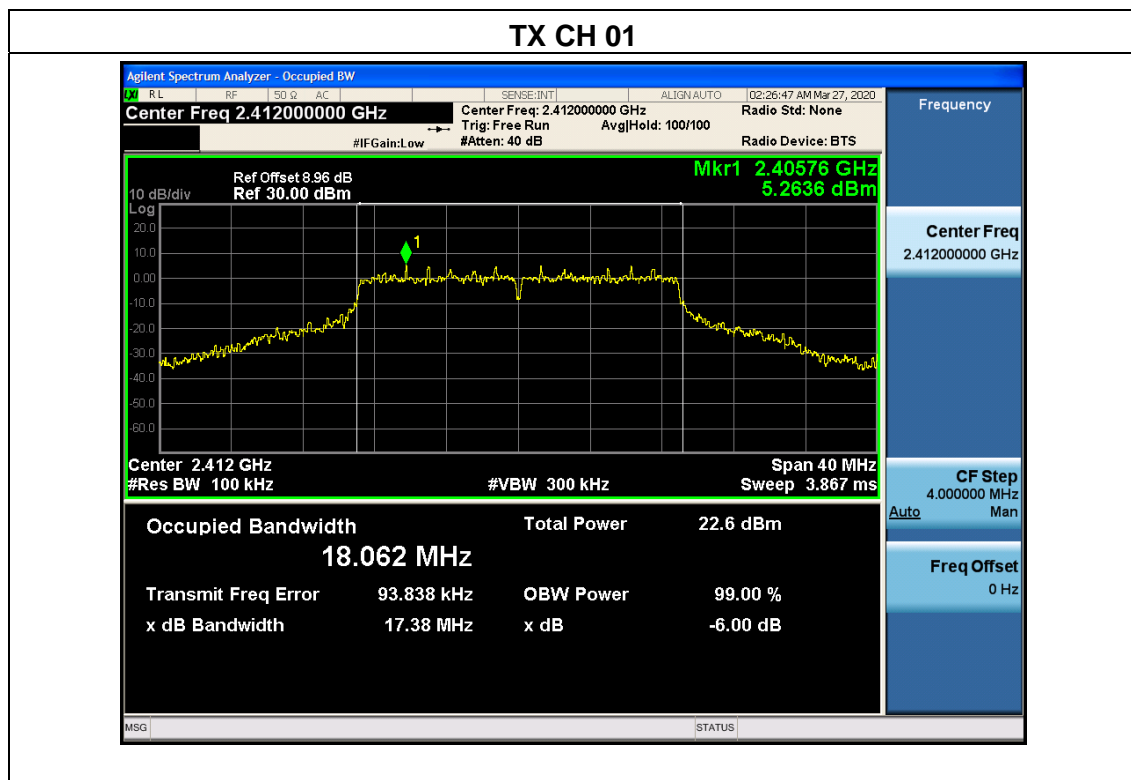 TX CH 01
Agilent Spectrum Analyzer - Occupied BW
LXI RL RF 50 Ω AC SENSE:INT ALIGN AUTO 02:26:47 AM Mar 27, 2020
Center Freq 2.412000000 GHz
Center Freq: 2.412000000 GHz
Radio Std: None
Trig: Free Run Avg|Hold: 100/100
#IFGain:Low
#Atten: 40 dB
Radio Device: BTS
Frequency
Mkr1 2.40576 GHz
5.2636 dBm
Ref Offset 8.96 dB
10 dB/div Ref 30.00 dBm
Log
20.0
10.0
0.00
-10.0
-20.0
-30.0
-40.0
-50.0
-60.0
1
Center 2.412 GHz Span 40 MHz
#Res BW 100 kHz #VBW 300 kHz Sweep 3.867 ms
Occupied Bandwidth Total Power 22.6 dBm
18.062 MHz
Transmit Freq Error 93.838 kHz OBW Power 99.00 %
x dB Bandwidth 17.38 MHz x dB -6.00 dB
Center Freq
2.412000000 GHz
CF Step
4.000000 MHz
Auto Man
Freq Offset
0 Hz
MSG STATUS